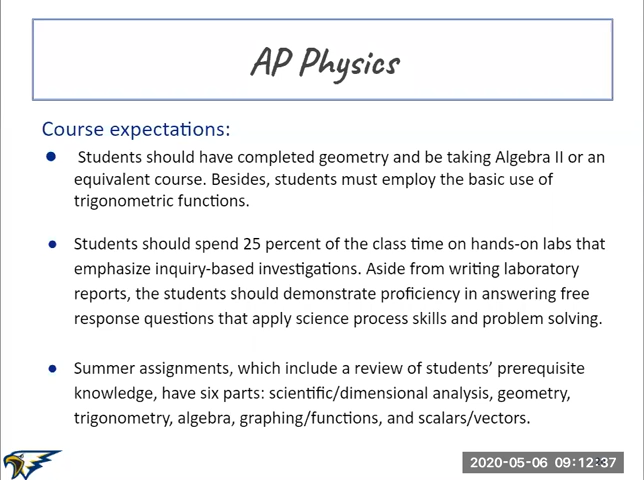 AP Physics
Course expectations:
Students should have completed geometry and be taking Algebra II or an
equivalent course. Besides, students must employ the basic use of
trigonometric functions.
Students should spend 25 percent of the class time on hands-on labs that
emphasize inquiry-based investigations. Aside from writing laboratory
reports, the students should demonstrate proficiency in answering free
response questions that apply science process skills and problem solving.
Summer assignments, which include a review of students’ prerequisite
knowledge, have six parts: scientific/dimensional analysis, geometry,
trigonometry, algebra, graphing/functions, and scalars/vectors.
2020-05-06 09:12:37